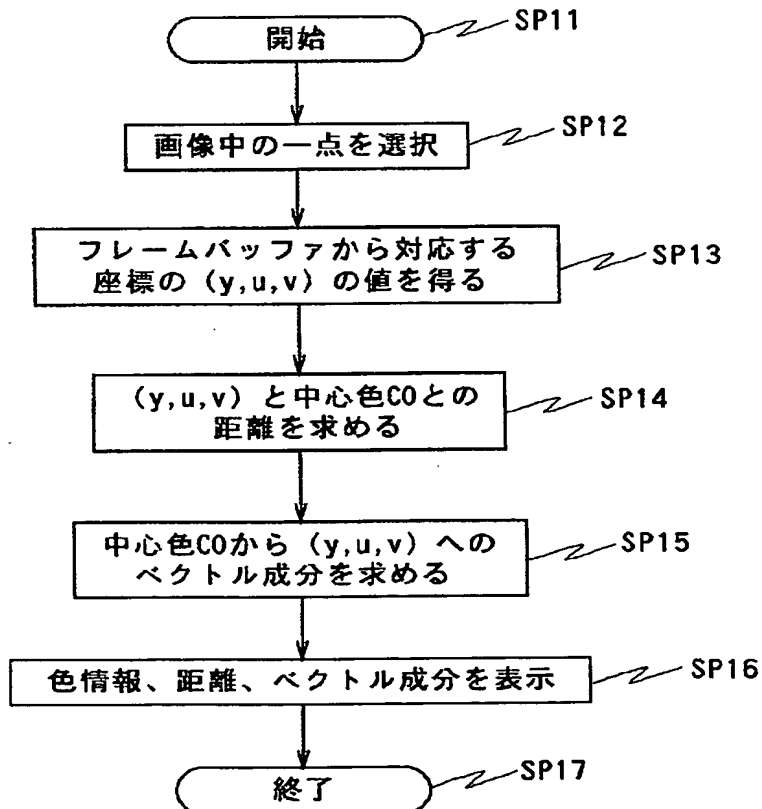 開始
SP11
画像中の一点を選択
SP12
フレームバッファから対応する
座標の (y,u,v) の値を得る
SP13
(y,u,v) と中心色C0との
距離を求める
SP14
中心色C0から (y,u,v) への
ベクトル成分を求める
SP15
色情報、距離、ベクトル成分を表示
SP16
終了
SP17